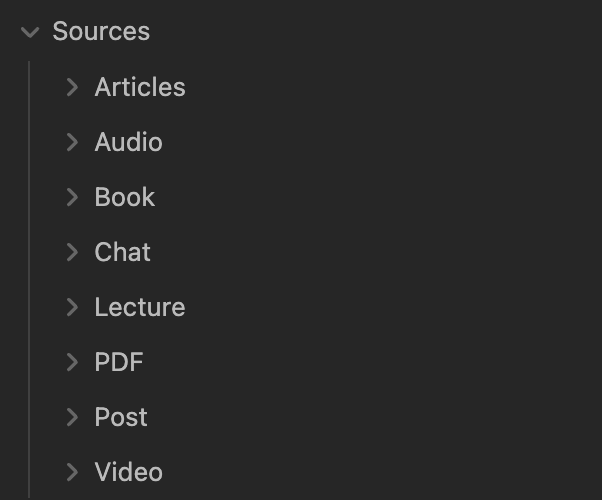 Sources
Articles
Audio
Book
Chat
Lecture
PDF
Post
Video